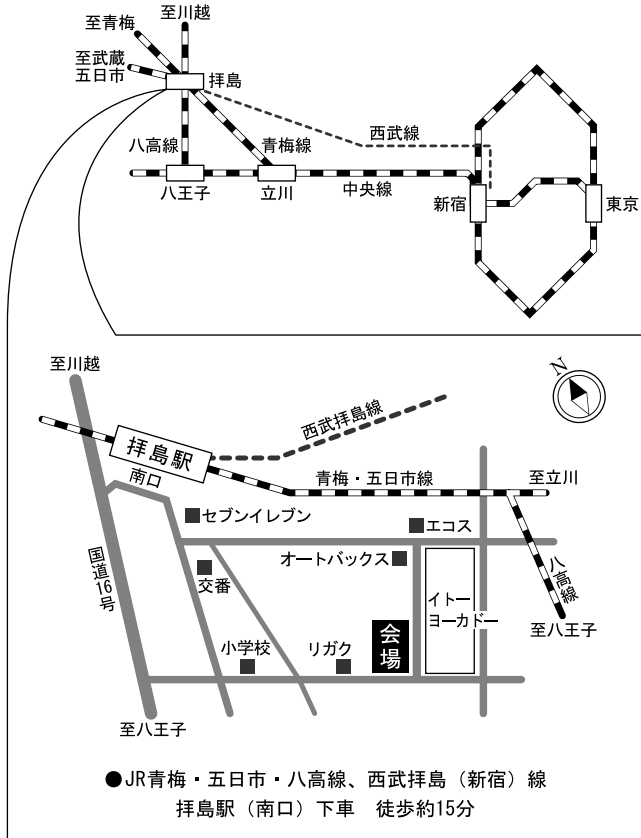 至川越
至青梅
至武蔵
五日市
拝島
西武線
八高線
青梅線
八王子
立川
中央線
新宿
東京
至川越
N
西武拝島線
拝島駅
南口
青梅・五日市線
至立川
セブンイレブン
エコス
オートバックス
国道16号
交番
八高線
イトー
ヨーカドー
会場
至八王子
小学校
リガク
至八王子
●JR青梅・五日市・八高線、西武拝島（新宿）線
拝島駅（南口）下車　徒歩約15分